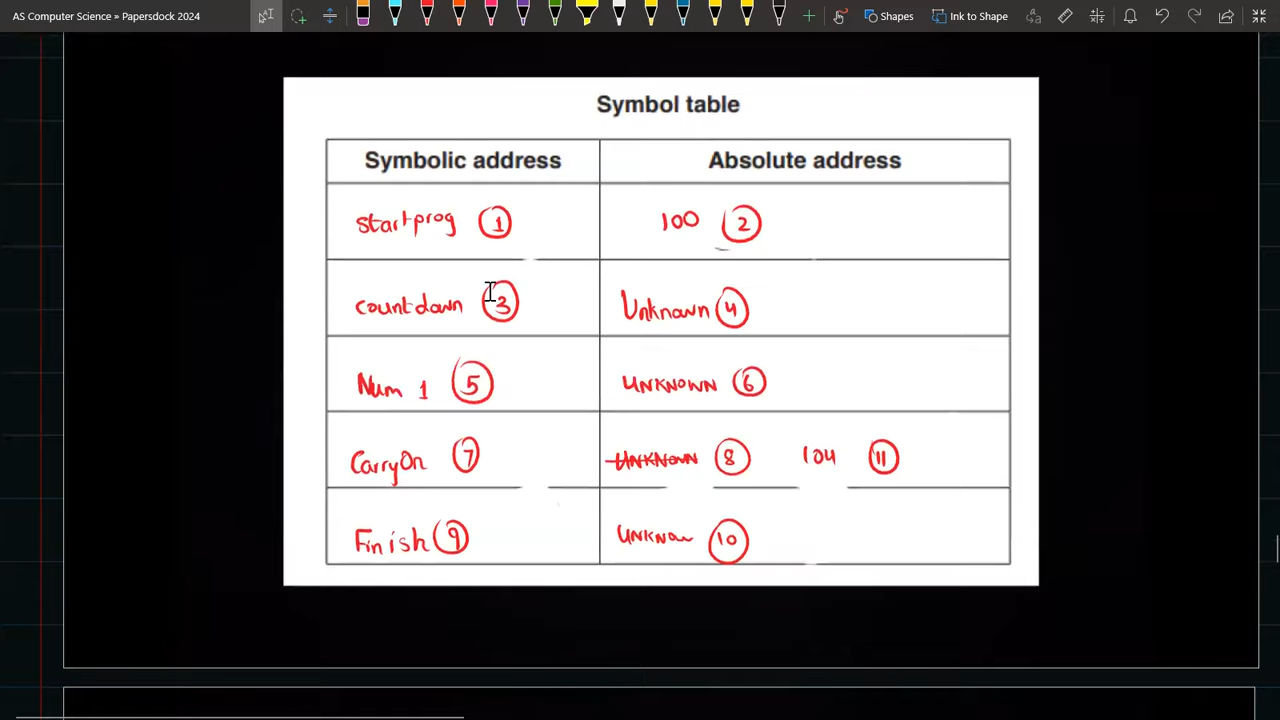 AS Computer Science » Papersdock 2024
Shapes
Ink to Shape
Symbol table
Symbolic address Absolute address
startprog 1 100 2
countdown 3 Unknown 4
Num 1 5 UNKNOWN 6
CarryOn 7 UNKNOWN 8 104 11
Finish 9 UNKNOW 10